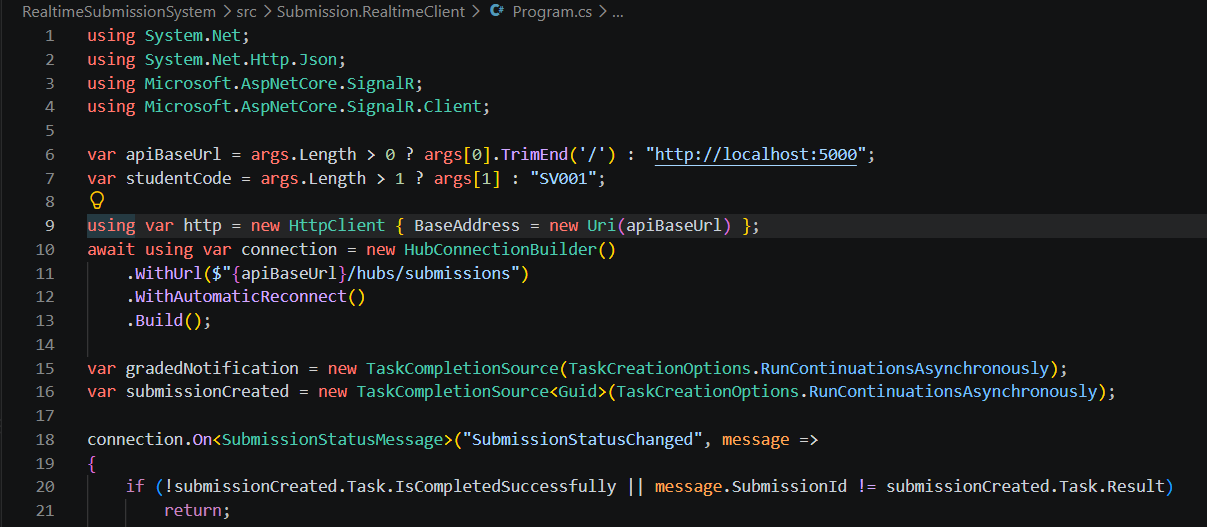 RealtimeSubmissionSystem > src > Submission.RealtimeClient > C# Program.cs > ...
1 using System.Net;
2 using System.Net.Http.Json;
3 using Microsoft.AspNetCore.SignalR;
4 using Microsoft.AspNetCore.SignalR.Client;
5
6 var apiBaseUrl = args.Length > 0 ? args[0].TrimEnd('/') : "http://localhost:5000";
7 var studentCode = args.Length > 1 ? args[1] : "SV001";
8
9 using var http = new HttpClient { BaseAddress = new Uri(apiBaseUrl) };
10 await using var connection = new HubConnectionBuilder()
11     .WithUrl($"{apiBaseUrl}/hubs/submissions")
12     .WithAutomaticReconnect()
13     .Build();
14
15 var gradedNotification = new TaskCompletionSource(TaskCreationOptions.RunContinuationsAsynchronously);
16 var submissionCreated = new TaskCompletionSource<Guid>(TaskCreationOptions.RunContinuationsAsynchronously);
17
18 connection.On<SubmissionStatusMessage>("SubmissionStatusChanged", message =>
19 {
20     if (!submissionCreated.Task.IsCompletedSuccessfully || message.SubmissionId != submissionCreated.Task.Result)
21         return;